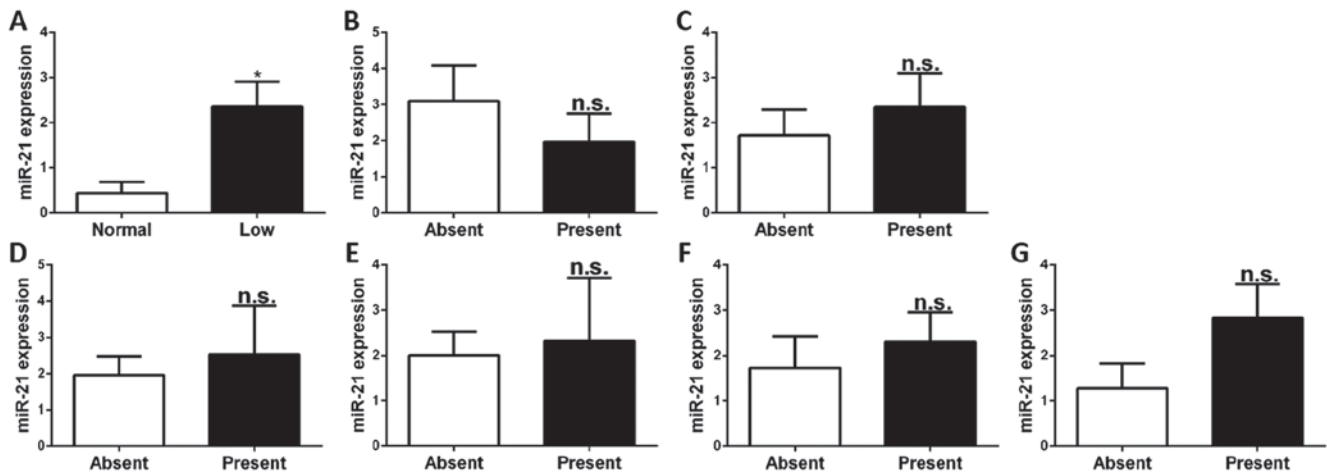 A
miR-21 expression
4
3
2
1
0
*
Normal Low
B
miR-21 expression
5
4
3
2
1
0
n.s.
Absent Present
C
miR-21 expression
4
3
2
1
0
n.s.
Absent Present
D
miR-21 expression
5
4
3
2
1
0
n.s.
Absent Present
E
miR-21 expression
4
3
2
1
0
n.s.
Absent Present
F
miR-21 expression
4
3
2
1
0
n.s.
Absent Present
G
miR-21 expression
4
3
2
1
0
n.s.
Absent Present